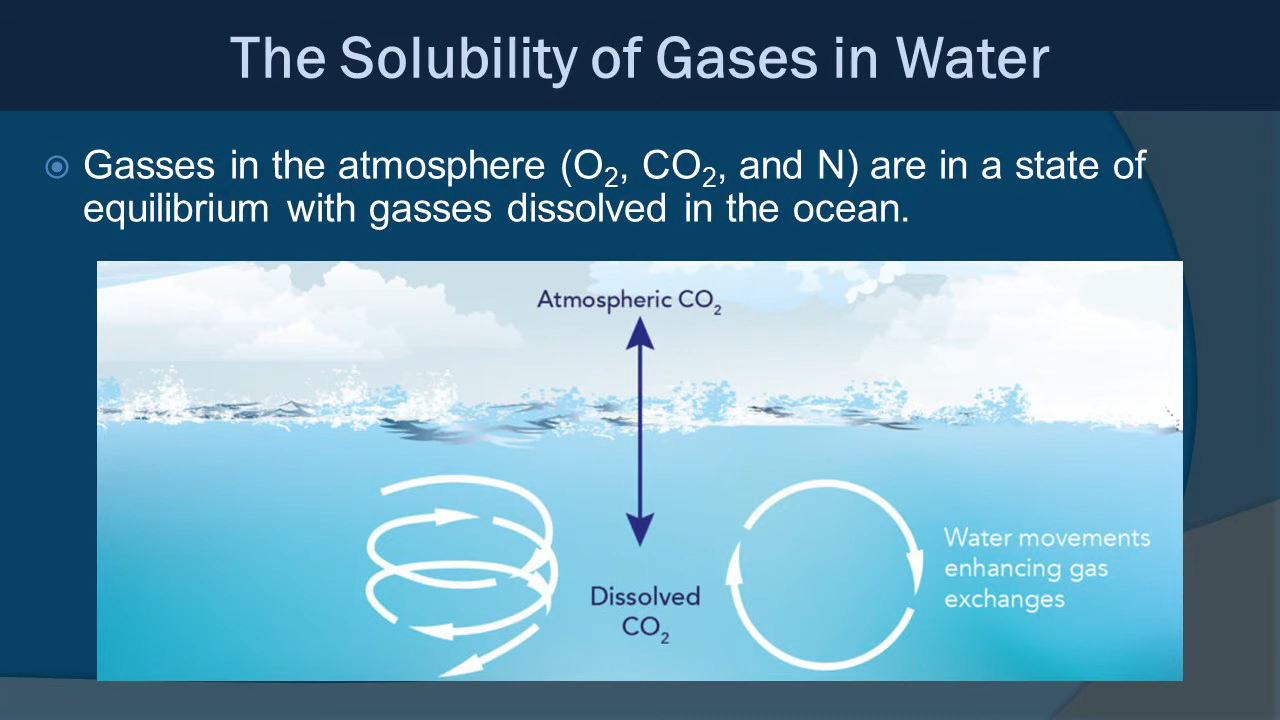 The Solubility of Gases in Water
Gasses in the atmosphere (O₂, CO₂, and N) are in a state of
equilibrium with gasses dissolved in the ocean.
Atmospheric CO₂
Dissolved
CO₂
Water movements
enhancing gas
exchanges